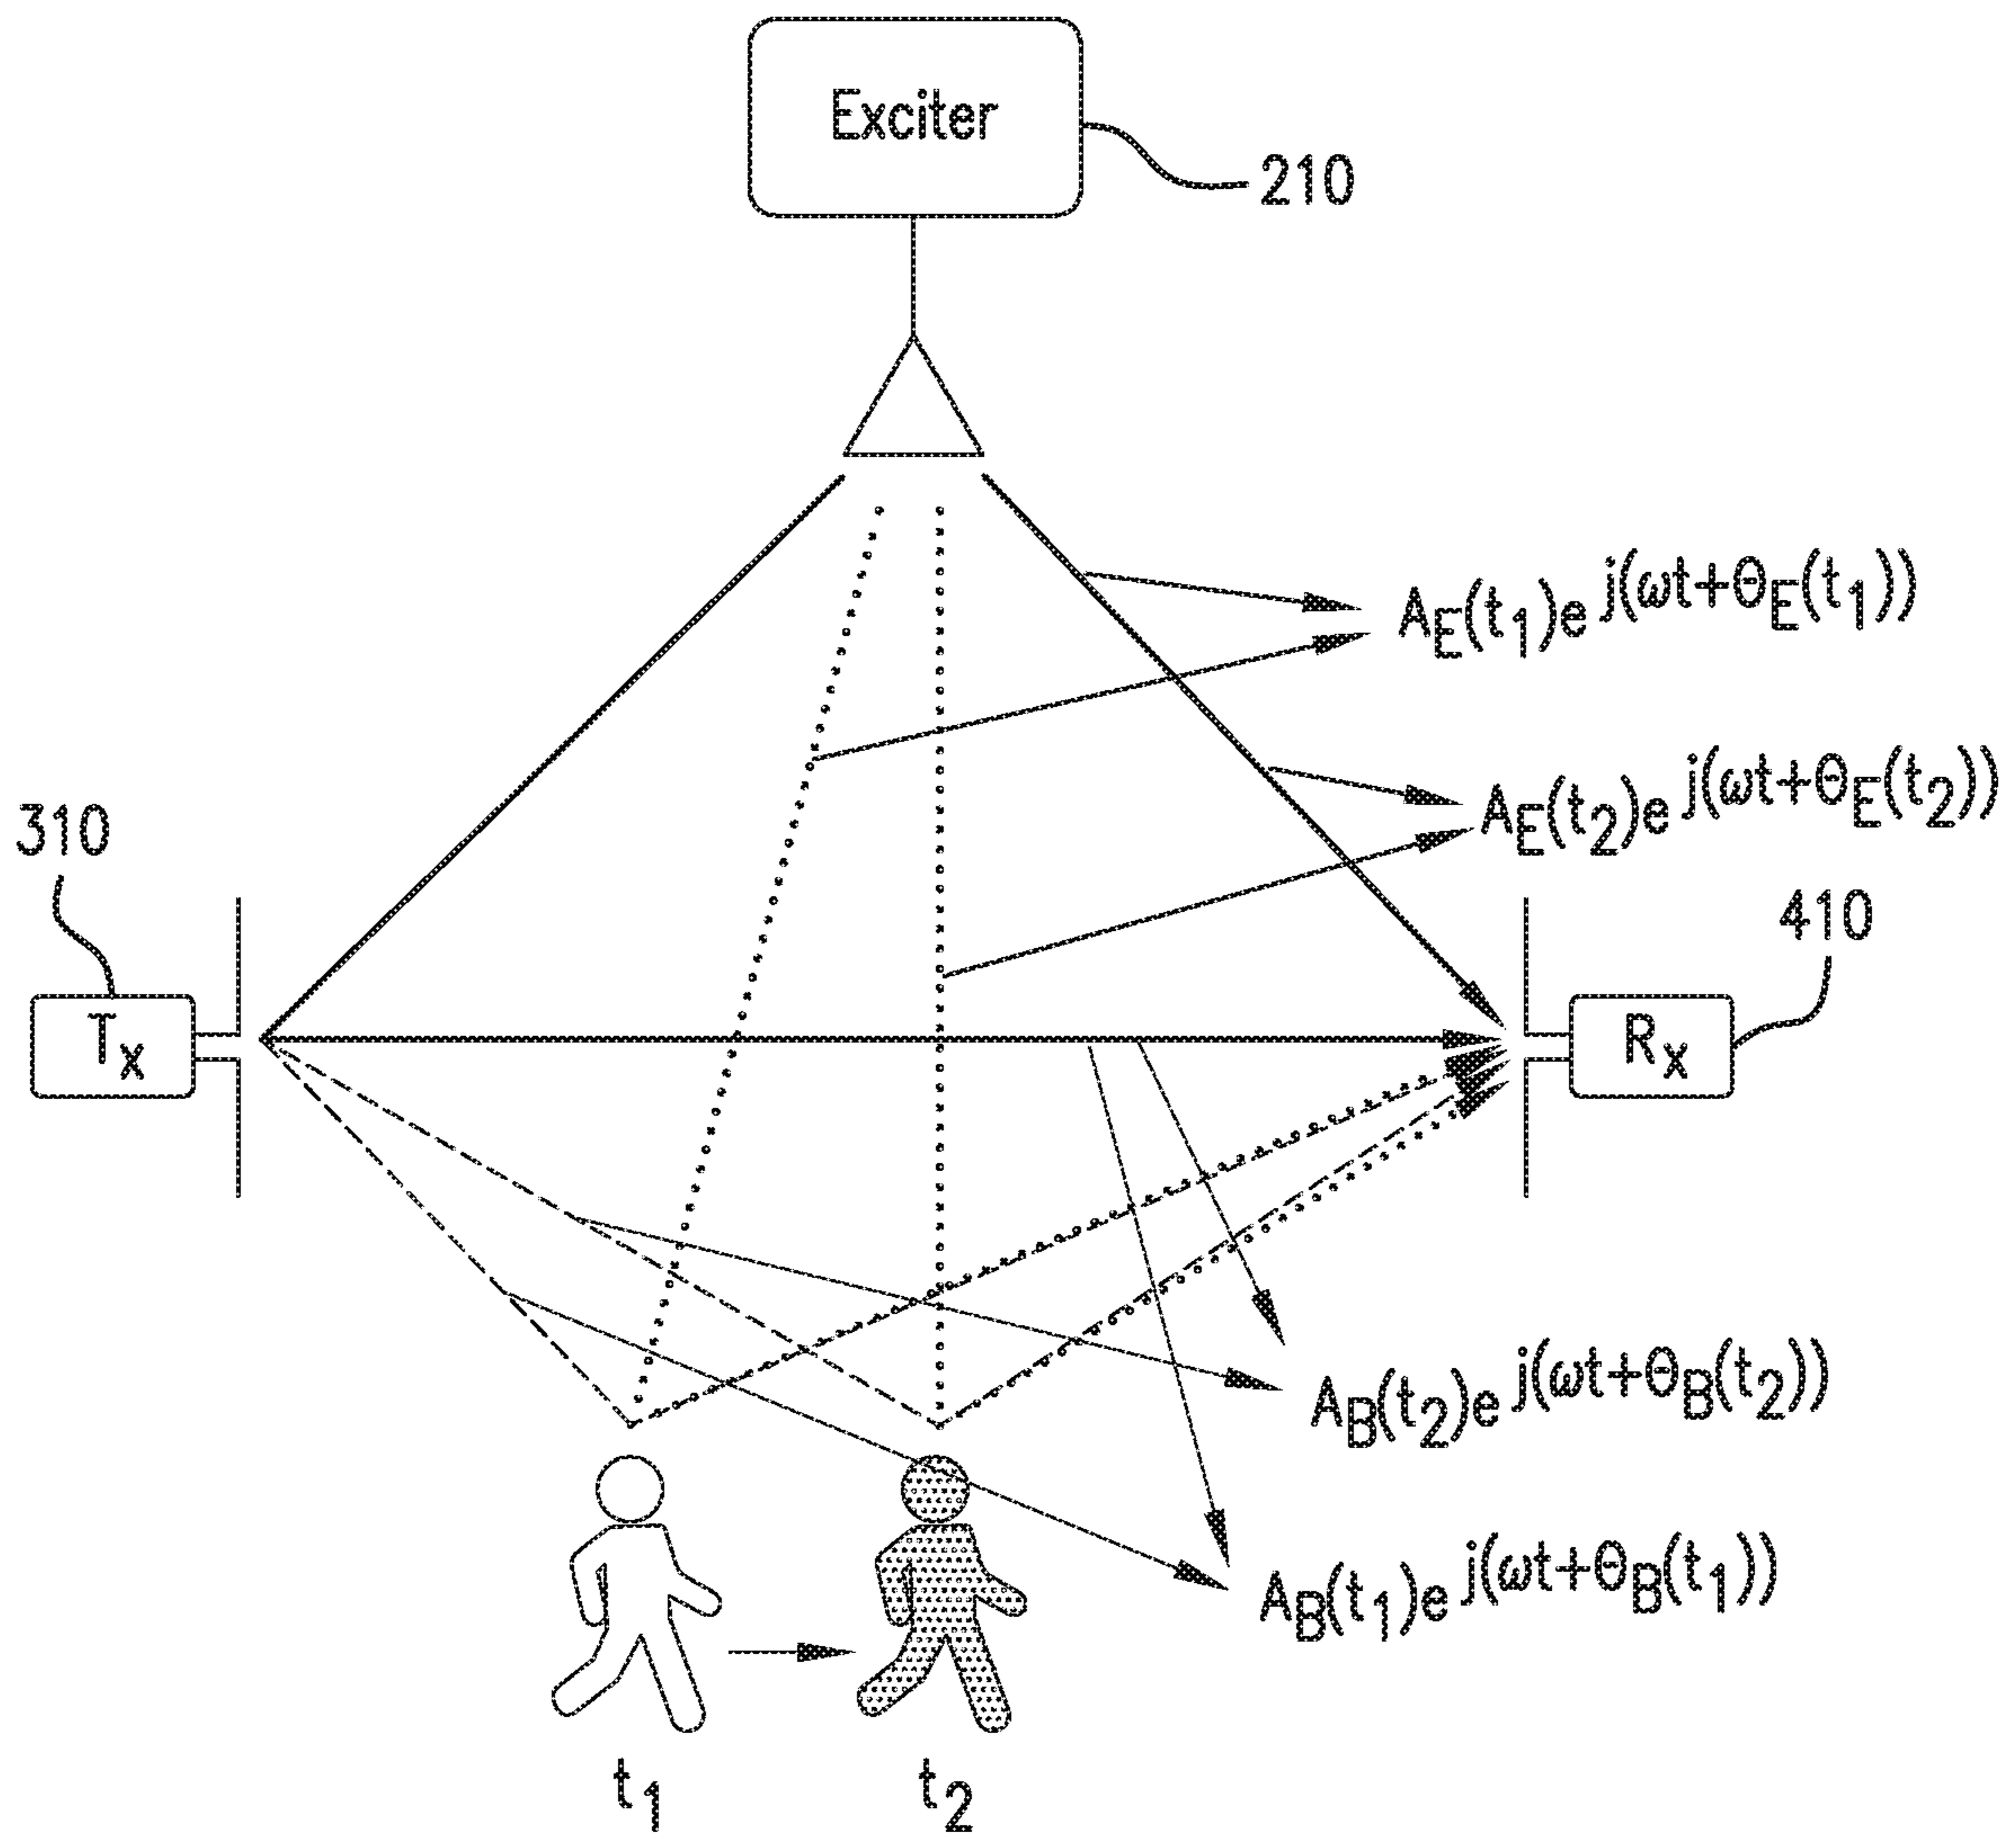 Exciter
210
A_E(t_1)e^{j(ωt+Θ_E(t_1))}
A_E(t_2)e^{j(ωt+Θ_E(t_2))}
310
410
T_x
R_x
A_B(t_2)e^{j(ωt+Θ_B(t_2))}
A_B(t_1)e^{j(ωt+Θ_B(t_1))}
t_1
t_2